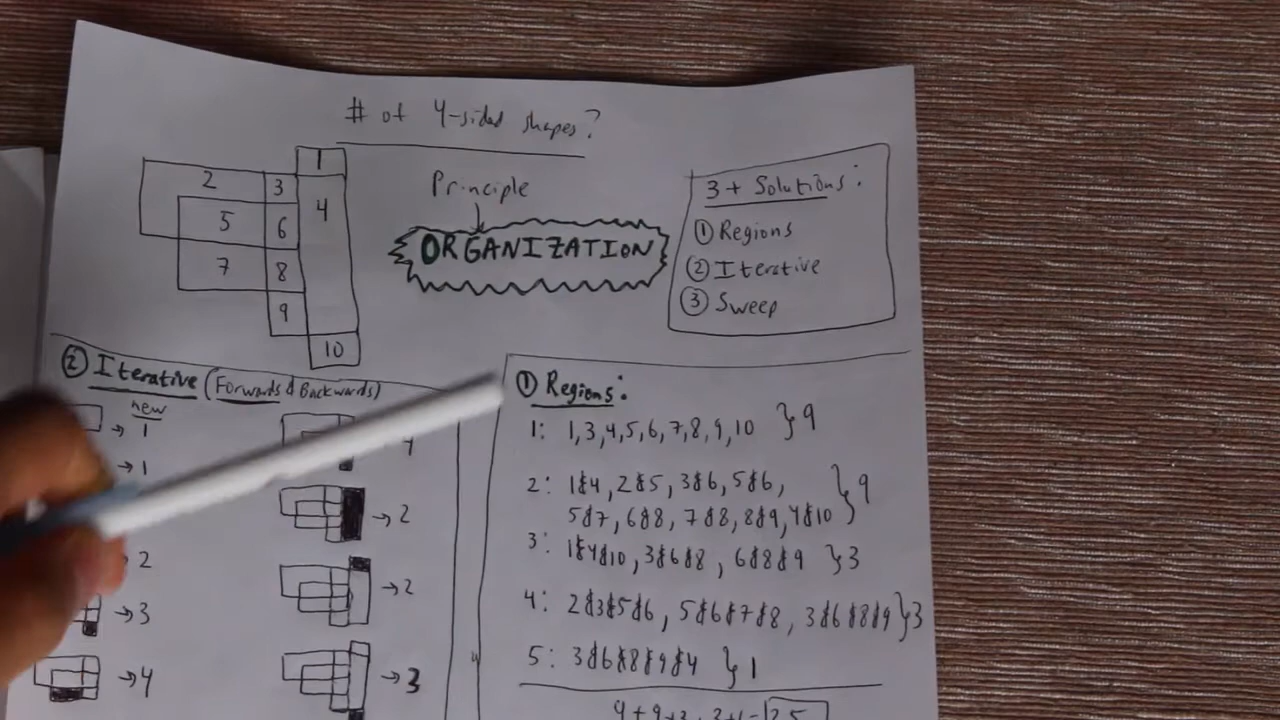 # of 4-sided shapes?
1
2 3
4
5 6
7 8
9
10
Principle
ORGANIZATION
3+ Solutions:
① Regions
② Iterative
③ Sweep
② Iterative (Forwards & Backwards)
new
→ 1
→ 1
2
→ 3
→ 4
→ 2
→ 2
→ 3
① Regions:
1: 1,3,4,5,6,7,8,9,10 } 9
2: 1&4, 2&5, 3&6, 5&6,
5&7, 6&8, 7&8, 8&9, 4&10 } 9
3: 1&4&10, 3&6&8, 6&8&9 } 3
4: 2&3&5&6, 5&6&7&8, 3&6&8&9 } 3
5: 3&6&8&9&4 } 1